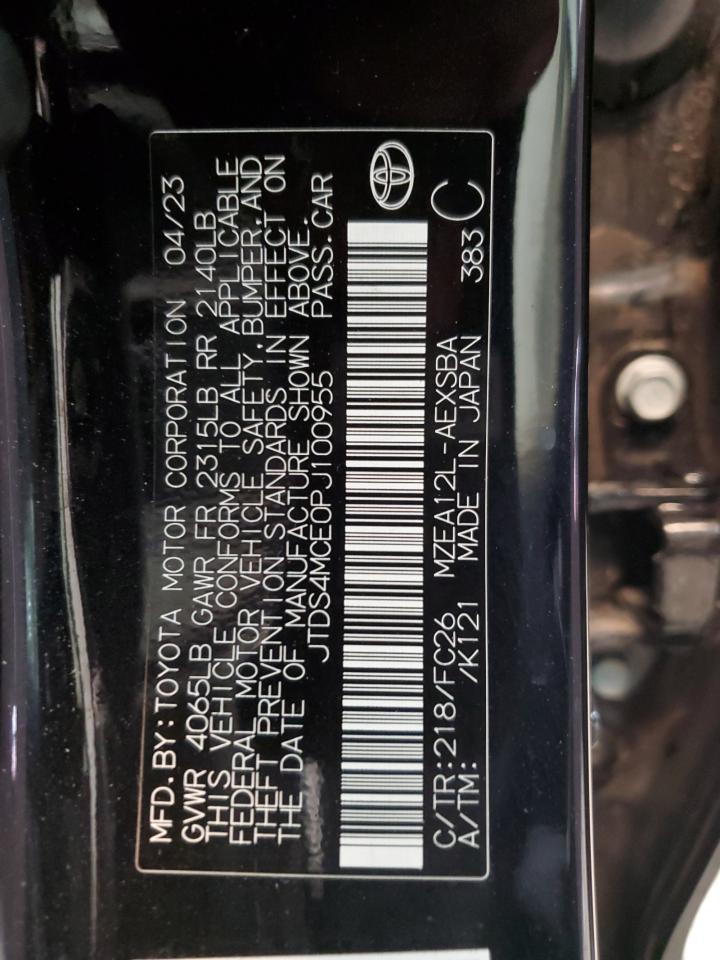 MFD.BY:TOYOTA MOTOR CORPORATION 04/23
GVWR 4065LB GAWR FR 2315LB RR 2140LB
THIS VEHICLE CONFORMS TO ALL APPLICABLE
FEDERAL MOTOR VEHICLE SAFETY,BUMPER,AND
THEFT PREVENTION STANDARDS IN EFFECT ON
THE DATE OF MANUFACTURE SHOWN ABOVE.
JTDS4MCE0PJ100955 PASS.CAR
C/TR:218/FC26 MZEA12L-AEXSBA
A/TM: /K121 MADE IN JAPAN 383 C